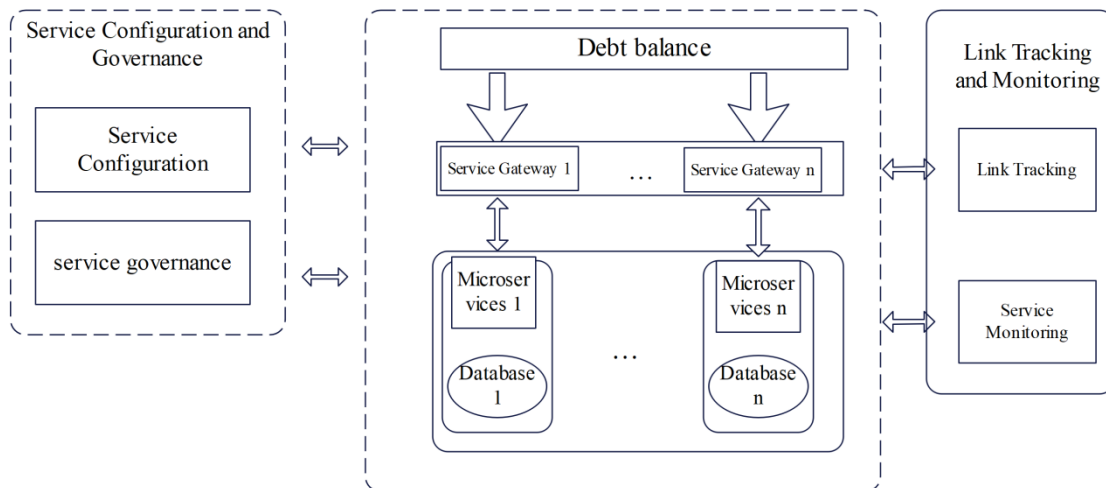 Service Configuration and
Governance
Service
Configuration
service governance
Debt balance
Service Gateway 1
...
Service Gateway n
Microser
vices 1
Database
1
...
Microser
vices n
Database
n
Link Tracking
and Monitoring
Link Tracking
Service
Monitoring